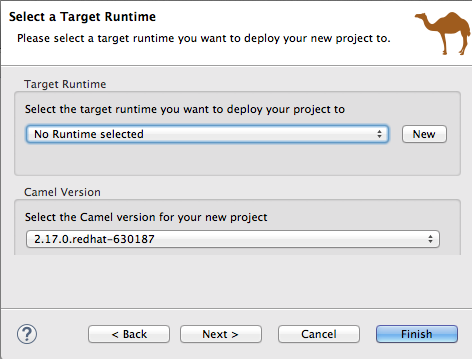 Select a Target Runtime
Please select a target runtime you want to deploy your new project to.
Target Runtime
Select the target runtime you want to deploy your project to
No Runtime selected
New
Camel Version
Select the Camel version for your new project
2.17.0.redhat-630187
?
< Back
Next >
Cancel
Finish